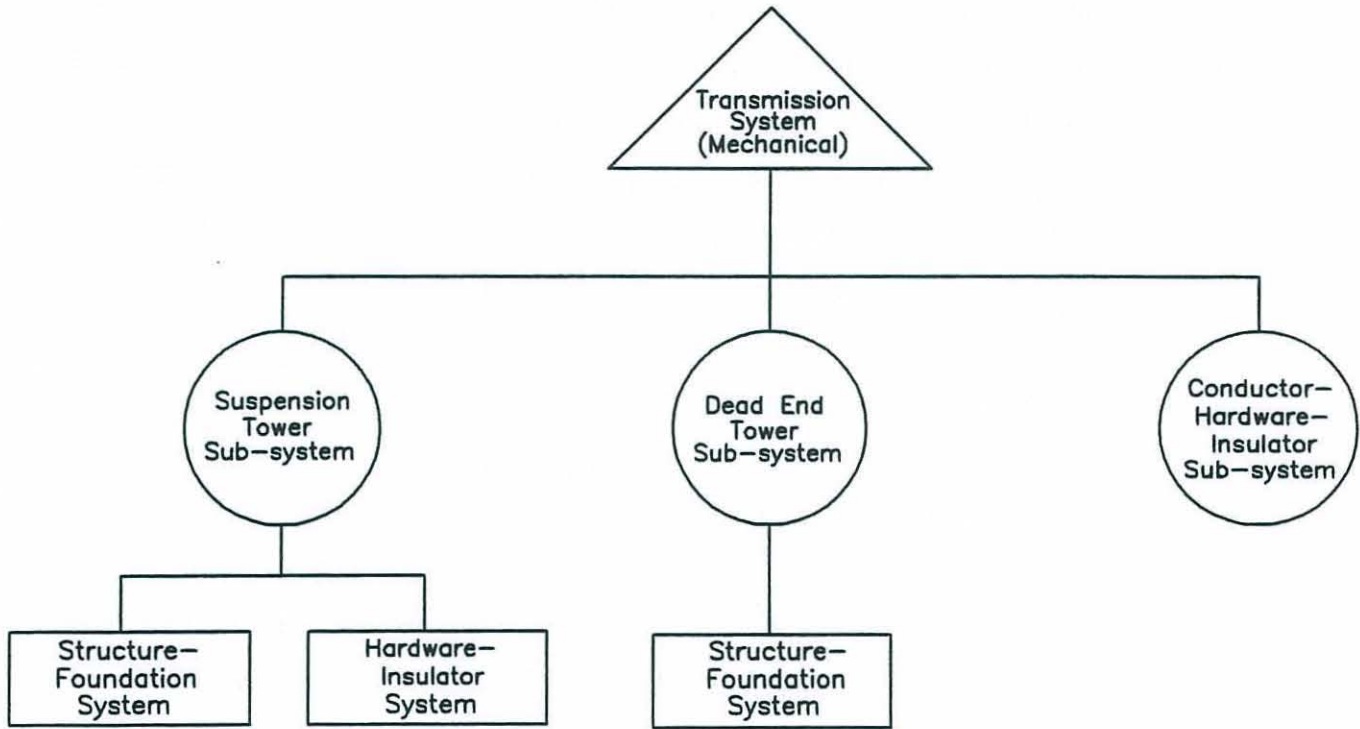 Transmission
System
(Mechanical)
Suspension
Tower
Sub-system
Dead End
Tower
Sub-system
Conductor-
Hardware-
Insulator
Sub-system
Structure-
Foundation
System
Hardware-
Insulator
System
Structure-
Foundation
System